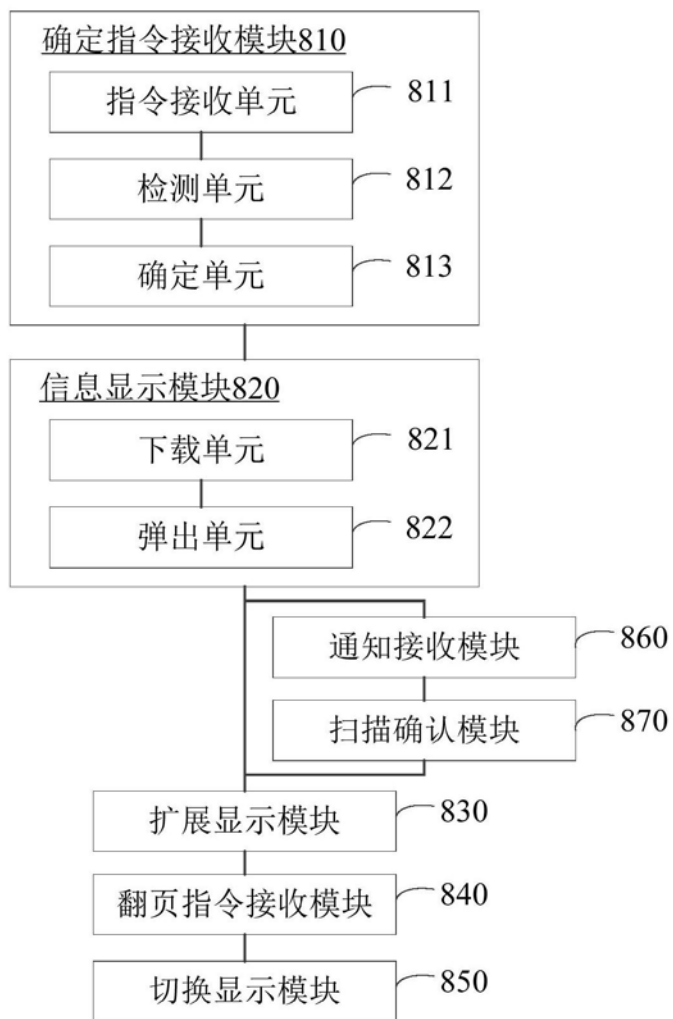 确定指令接收模块810
指令接收单元 811
检测单元 812
确定单元 813
信息显示模块820
下载单元 821
弹出单元 822
通知接收模块 860
扫描确认模块 870
扩展显示模块 830
翻页指令接收模块 840
切换显示模块 850